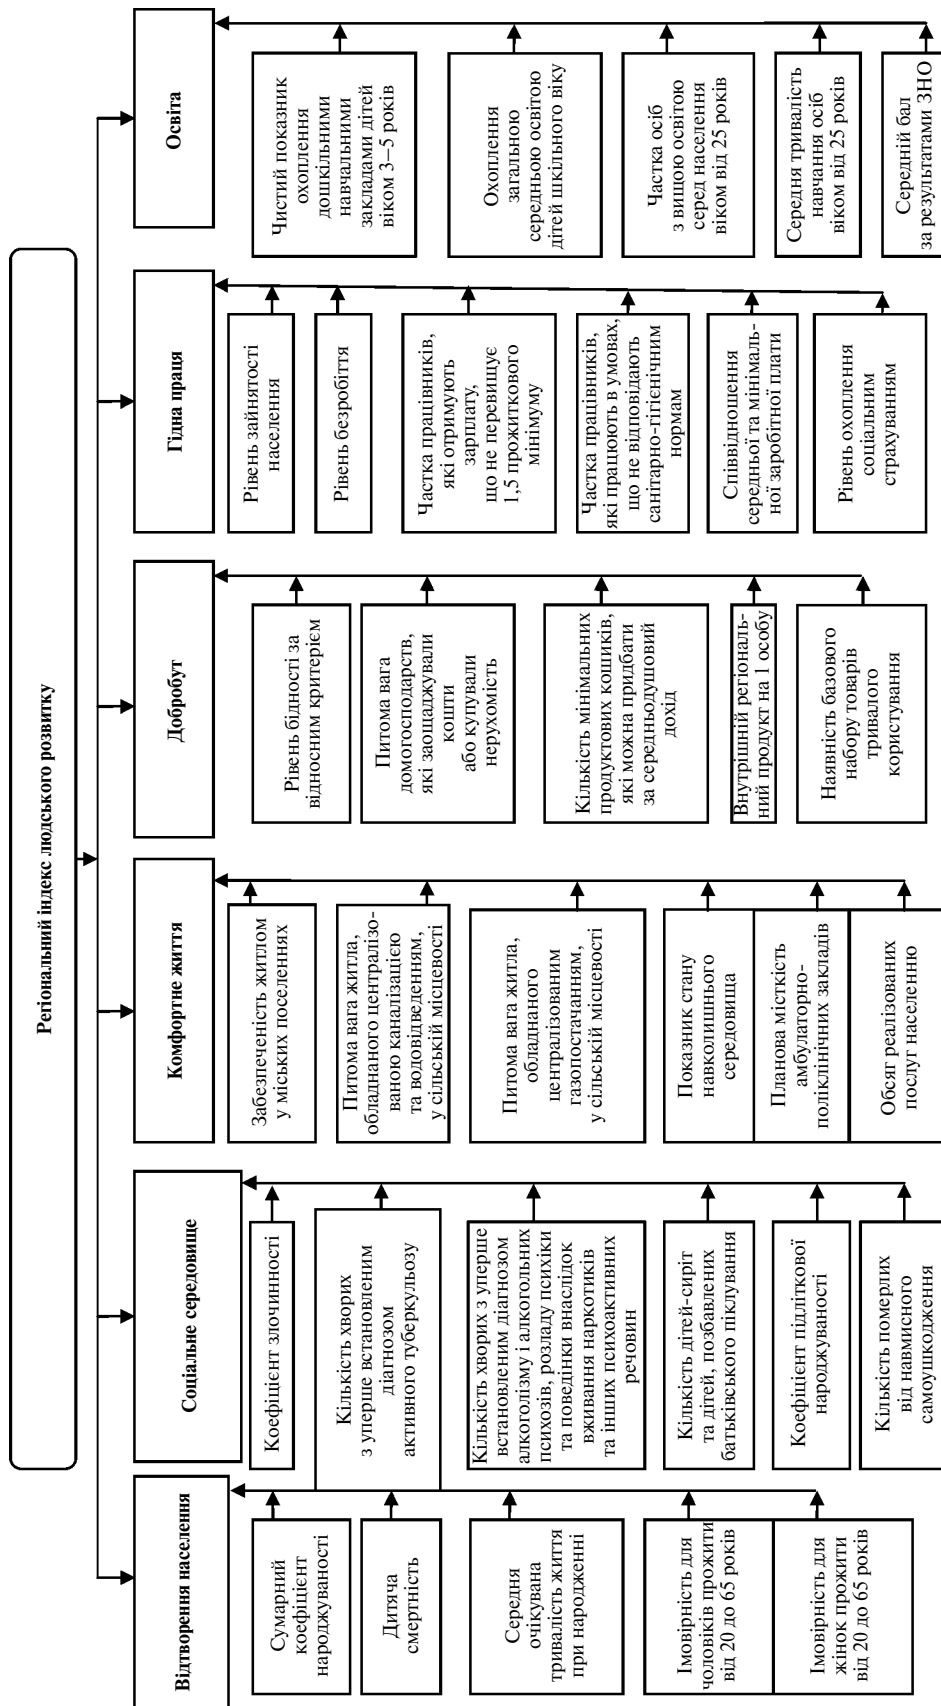 Регіональний індекс людського розвитку
Відтворення населення
Сумарний
коефіцієнт
народжуваності
Дитяча
смертність
Середня
очікувана
тривалість життя
при народженні
Імовірність для
чоловіків прожити
від 20 до 65 років
Імовірність для
жінок прожити
від 20 до 65 років
Соціальне середовище
Коефіцієнт злочинності
Кількість хворих
з уперше встановленим
діагнозом
активного туберкульозу
Кількість хворих з уперше
встановленим діагнозом
алкоголізму і алкогольних
психозів, розладу психіки
та поведінки внаслідок
вживання наркотиків
та інших психоактивних
речовин
Кількість дітей-сиріт
та дітей, позбавлених
батьківського піклування
Коефіцієнт підліткової
народжуваності
Кількість померлих
від навмисного
самоушкодження
Комфортне життя
Забезпеченість житлом
у міських поселеннях
Питома вага житла,
обладнаного централізо-
ваною каналізацією
та водовідведенням,
у сільській місцевості
Питома вага житла,
обладнаного
централізованим
газопостачанням,
у сільській місцевості
Показник стану
навколишнього
середовища
Планова місткість
амбулаторно-
поліклінічних закладів
Обсяг реалізованих
послуг населенню
Добробут
Рівень бідності за
відносним критерієм
Питома вага
домогосподарств,
які заощаджували
кошти
або купували
нерухомість
Кількість мінімальних
продуктових кошиків,
які можна придбати
за середньодушовий
дохід
Внутрішній регіональ-
ний продукт на 1 особу
Наявність базового
набору товарів
тривалого
користування
Гідна праця
Рівень зайнятості
населення
Рівень безробіття
Частка працівників,
які отримують
зарплату,
що не перевищує
1,5 прожиткового
мінімуму
Частка працівників,
які працюють в умовах,
що не відповідають
санітарно-гігієнічним
нормам
Співвідношення
середньої та мінімаль-
ної заробітної плати
Рівень охоплення
соціальним
страхуванням
Освіта
Чистий показник
охоплення
дошкільними
навчальними
закладами дітей
віком 3–5 років
Охоплення
загальною
середньою освітою
дітей шкільного віку
Частка осіб
з вищою освітою
серед населення
віком від 25 років
Середня тривалість
навчання осіб
віком від 25 років
Середній бал
за результатами ЗНО